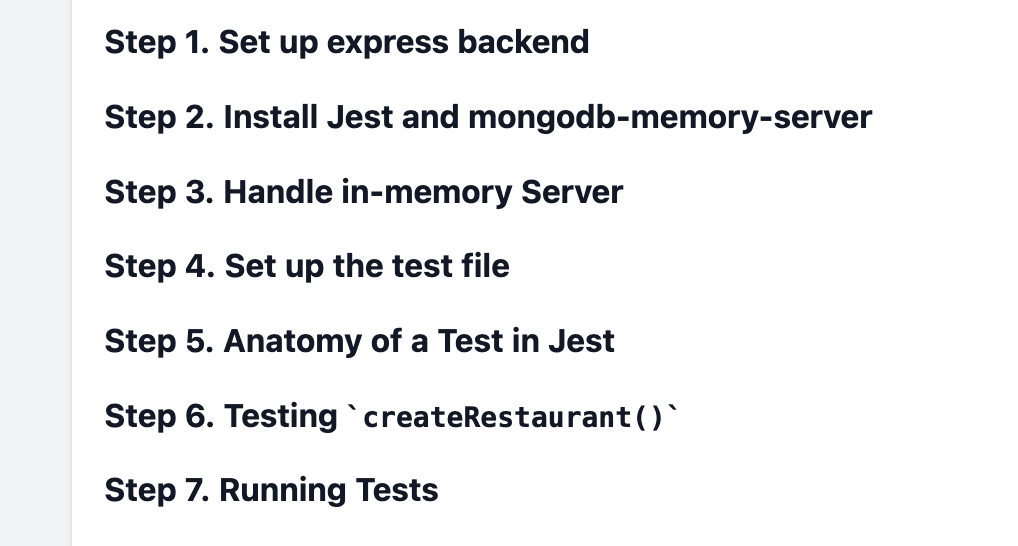 Step 1. Set up express backend
Step 2. Install Jest and mongodb-memory-server
Step 3. Handle in-memory Server
Step 4. Set up the test file
Step 5. Anatomy of a Test in Jest
Step 6. Testing `createRestaurant()`
Step 7. Running Tests